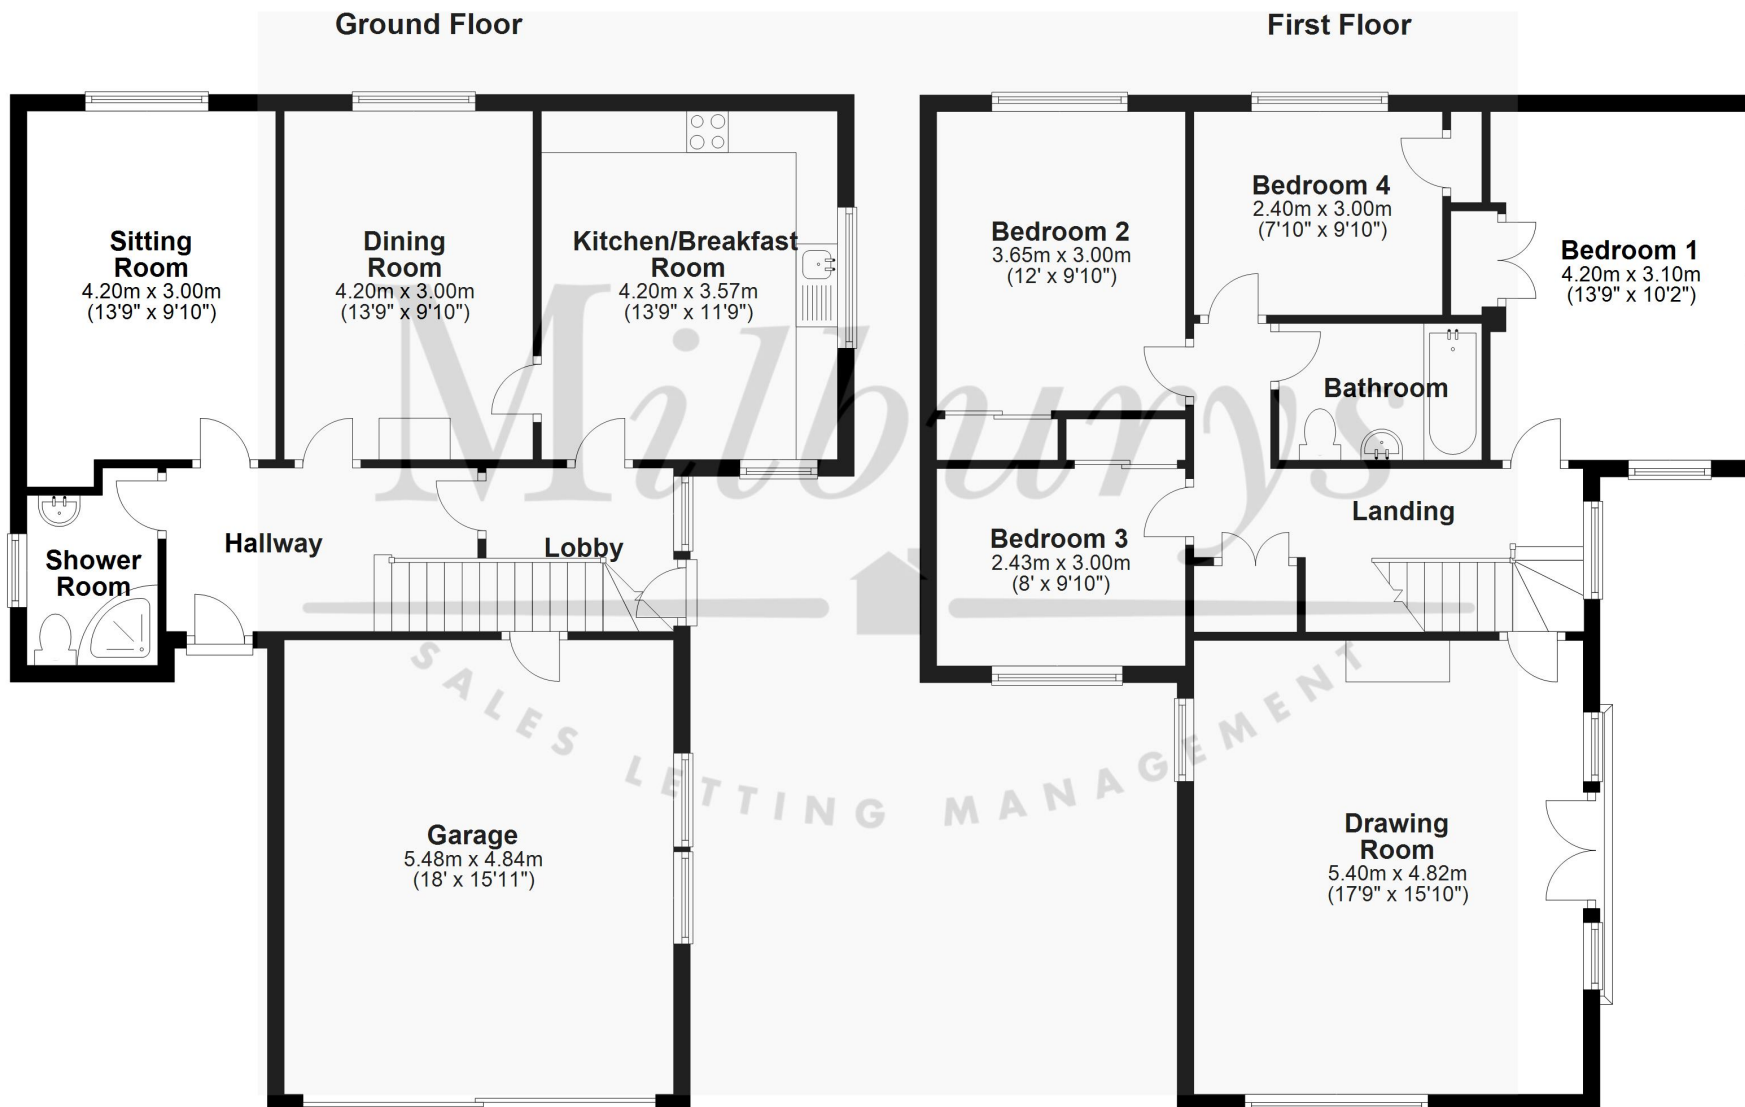 Ground Floor
First Floor
Sitting
Room
4.20m x 3.00m
(13'9" x 9'10")
Dining
Room
4.20m x 3.00m
(13'9" x 9'10")
Kitchen/Breakfast
Room
4.20m x 3.57m
(13'9" x 11'9")
Shower
Room
Hallway
Lobby
Garage
5.48m x 4.84m
(18' x 15'11")
Bedroom 2
3.65m x 3.00m
(12' x 9'10")
Bedroom 4
2.40m x 3.00m
(7'10" x 9'10")
Bedroom 1
4.20m x 3.10m
(13'9" x 10'2")
Bathroom
Bedroom 3
2.43m x 3.00m
(8' x 9'10")
Landing
Drawing
Room
5.40m x 4.82m
(17'9" x 15'10")
Milburys
SALES LETTING MANAGEMENT